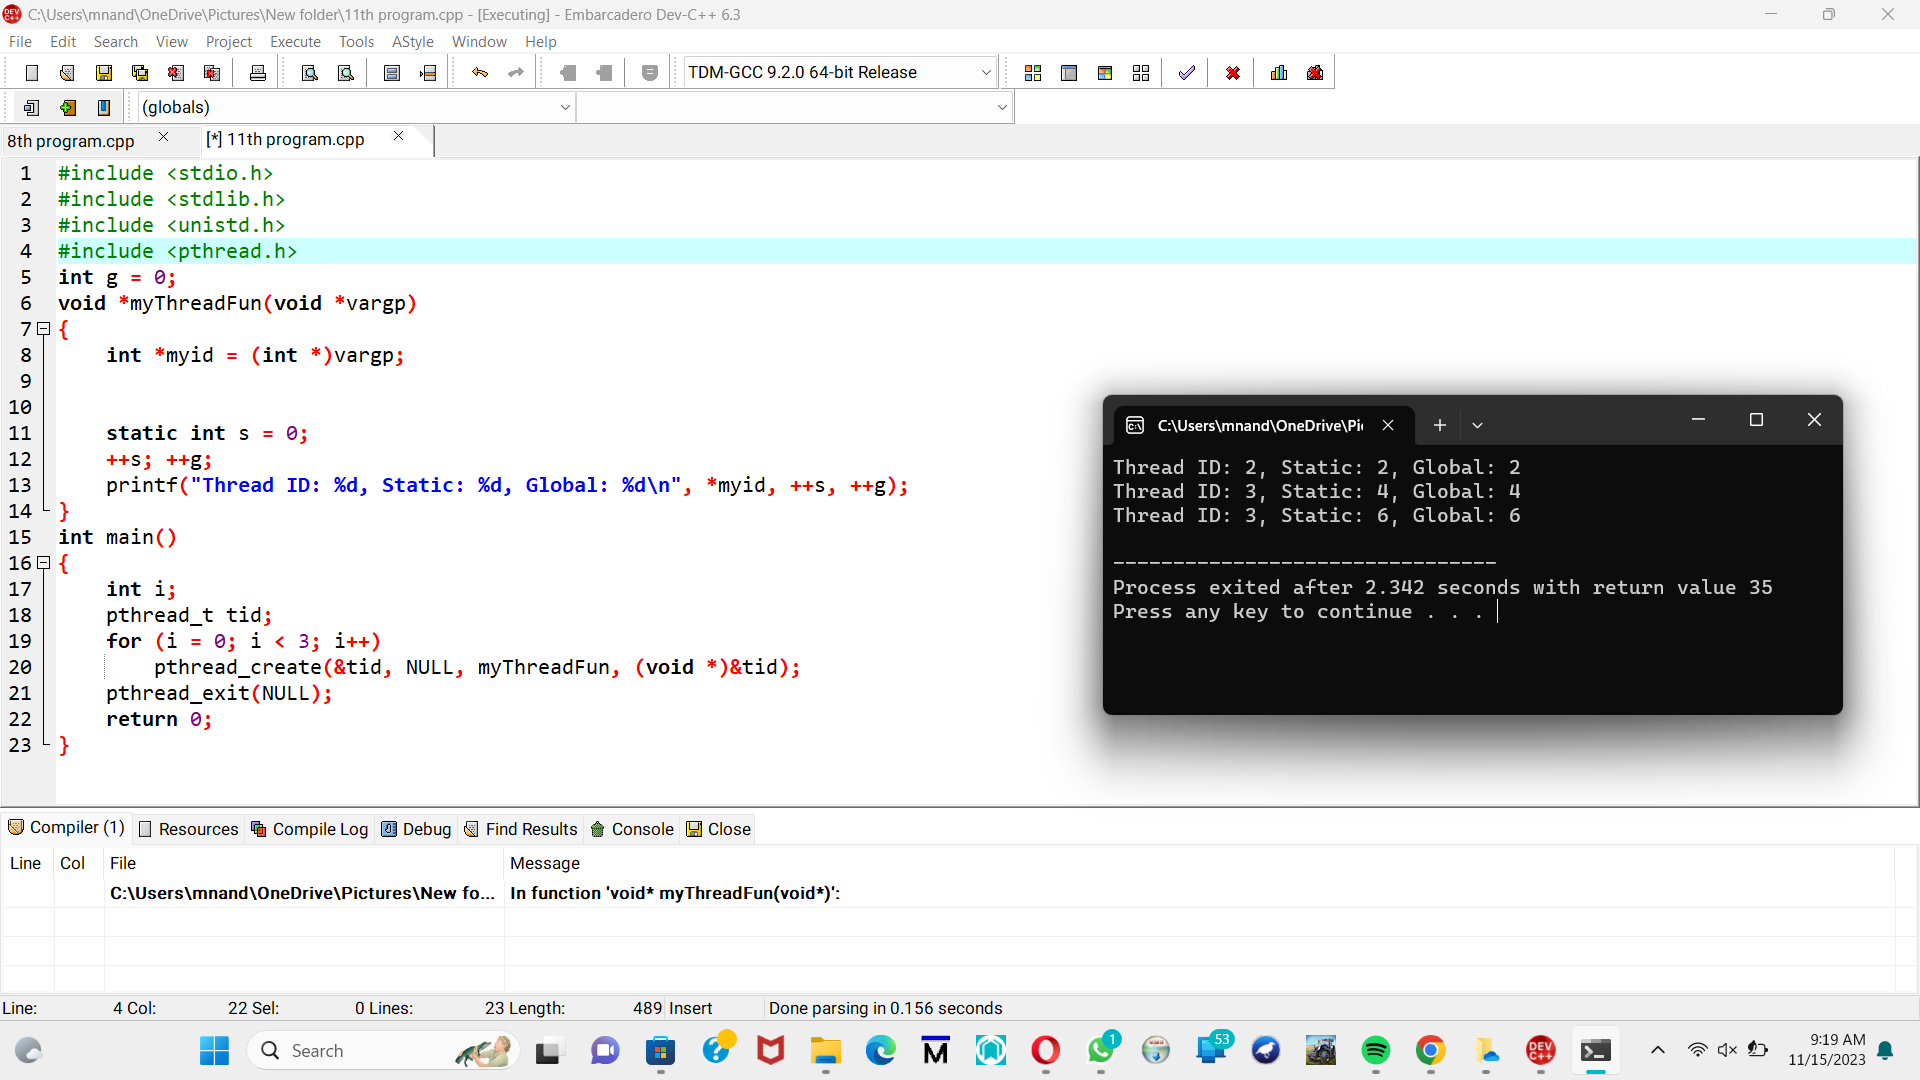 C:\Users\mnand\OneDrive\Pictures\New folder\11th program.cpp - [Executing] - Embarcadero Dev-C++ 6.3
File Edit Search View Project Execute Tools AStyle Window Help
TDM-GCC 9.2.0 64-bit Release
(globals)
8th program.cpp [*] 11th program.cpp
1 #include <stdio.h>
2 #include <stdlib.h>
3 #include <unistd.h>
4 #include <pthread.h>
5 int g = 0;
6 void *myThreadFun(void *vargp)
7 {
8 int *myid = (int *)vargp;
9
10
11 static int s = 0;
12 ++s; ++g;
13 printf("Thread ID: %d, Static: %d, Global: %d\n", *myid, ++s, ++g);
14 }
15 int main()
16 {
17 int i;
18 pthread_t tid;
19 for (i = 0; i < 3; i++)
20 pthread_create(&tid, NULL, myThreadFun, (void *)&tid);
21 pthread_exit(NULL);
22 return 0;
23 }
C:\Users\mnand\OneDrive\Pi
Thread ID: 2, Static: 2, Global: 2
Thread ID: 3, Static: 4, Global: 4
Thread ID: 3, Static: 6, Global: 6
--------------------------------
Process exited after 2.342 seconds with return value 35
Press any key to continue . . .
Compiler (1) Resources Compile Log Debug Find Results Console Close
Line Col File Message
C:\Users\mnand\OneDrive\Pictures\New fo... In function 'void* myThreadFun(void*)':
Line: 4 Col: 22 Sel: 0 Lines: 23 Length: 489 Insert Done parsing in 0.156 seconds
Search
1
53
DEV C++
9:19 AM
11/15/2023